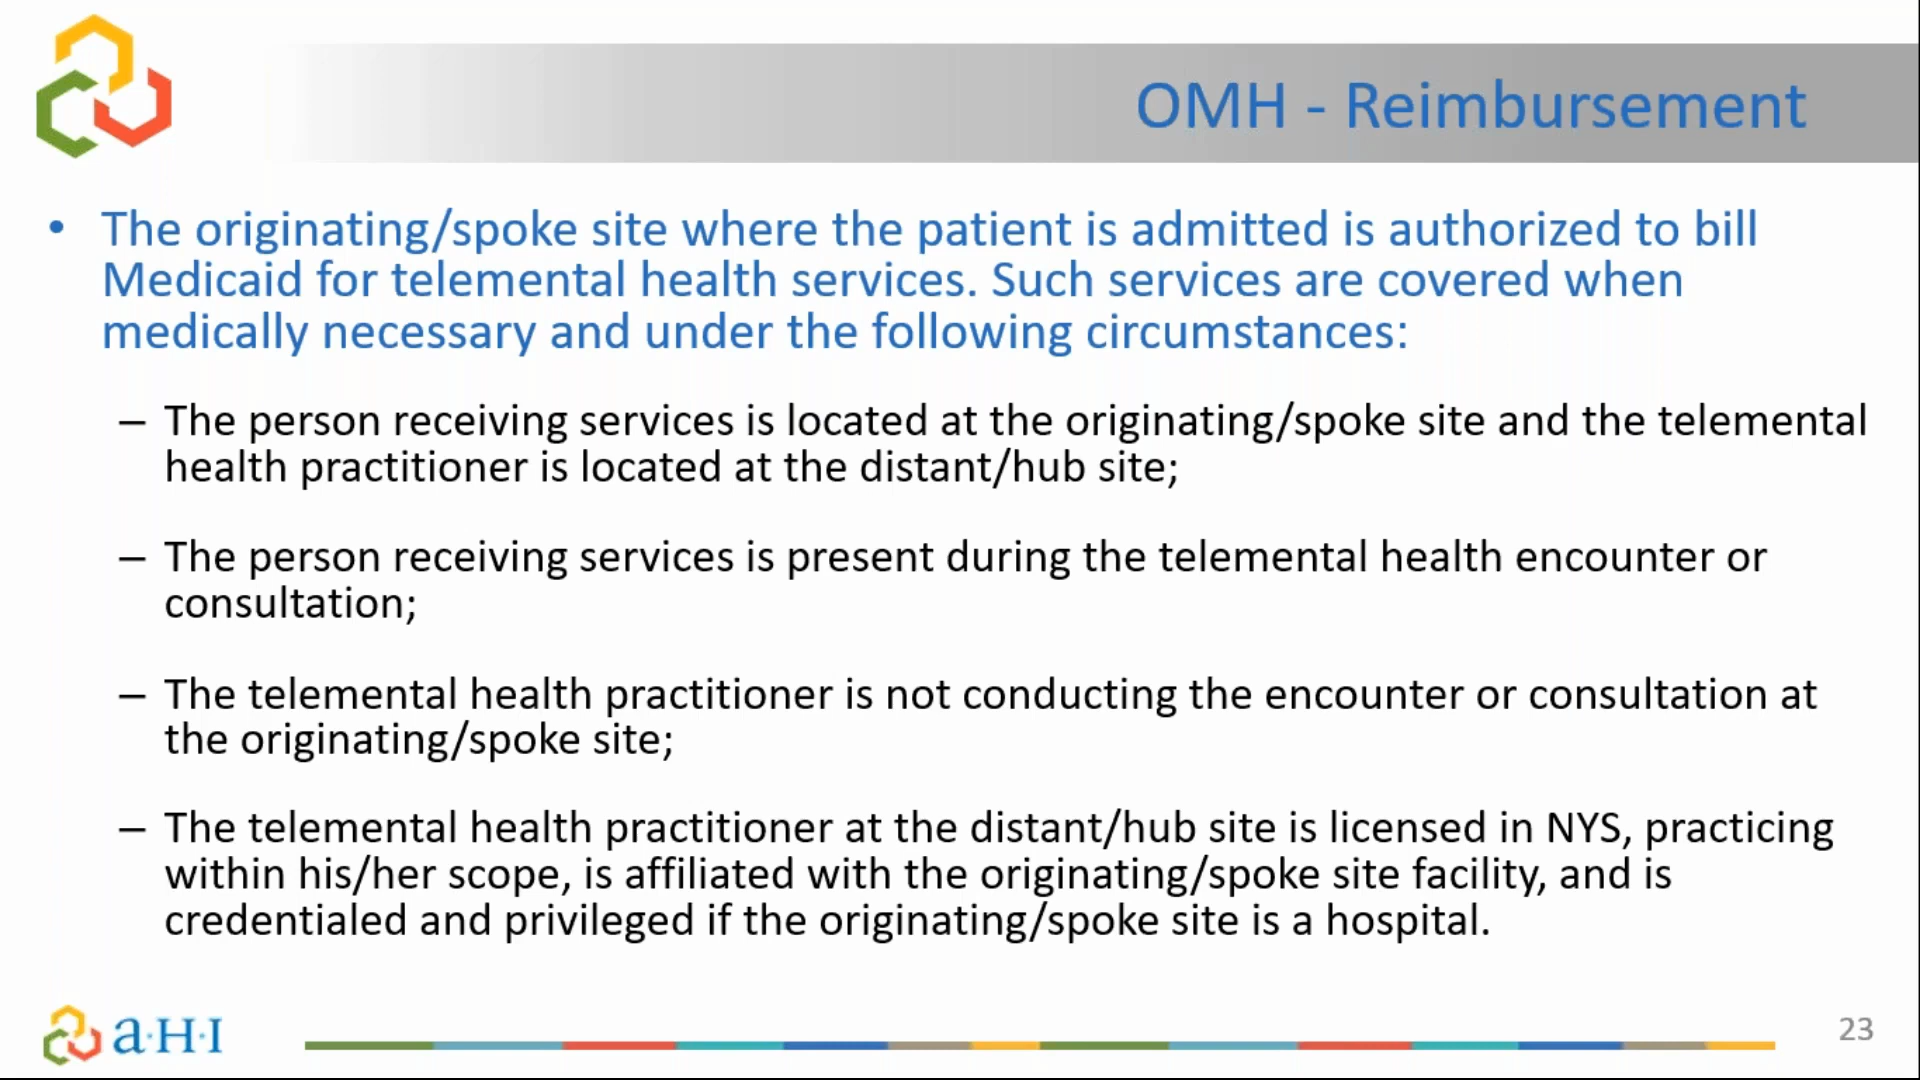 OMH - Reimbursement
• The originating/spoke site where the patient is admitted is authorized to bill
Medicaid for telemental health services. Such services are covered when
medically necessary and under the following circumstances:
– The person receiving services is located at the originating/spoke site and the telemental
health practitioner is located at the distant/hub site;
– The person receiving services is present during the telemental health encounter or
consultation;
– The telemental health practitioner is not conducting the encounter or consultation at
the originating/spoke site;
– The telemental health practitioner at the distant/hub site is licensed in NYS, practicing
within his/her scope, is affiliated with the originating/spoke site facility, and is
credentialed and privileged if the originating/spoke site is a hospital.
a·H·I
23